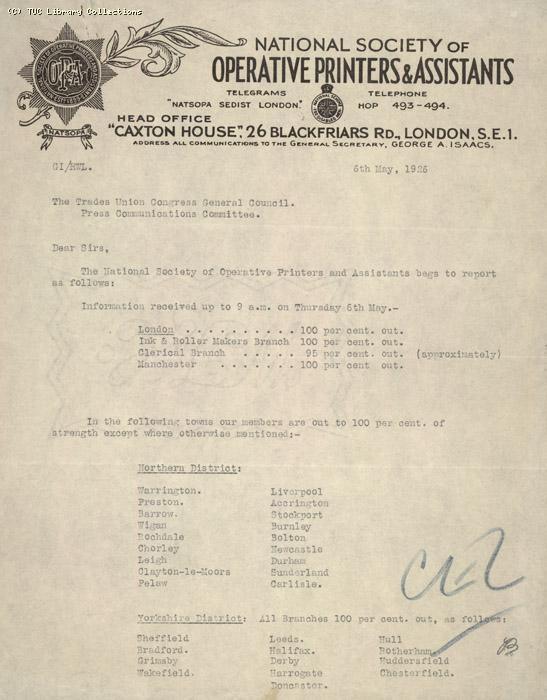 (C) TUC Library Collections
NATIONAL SOCIETY OF
OPERATIVE PRINTERS & ASSISTANTS
TELEGRAMS TELEPHONE
"NATSOPA SEDIST LONDON." HOP 493-494.
NATSOPA
HEAD OFFICE
"CAXTON HOUSE", 26 BLACKFRIARS RD., LONDON, S.E.1.
ADDRESS ALL COMMUNICATIONS TO THE GENERAL SECRETARY, GEORGE A. ISAACS.
GI/RWL. 6th May, 1926
The Trades Union Congress General Council.
Press Communications Committee.
Dear Sirs,
The National Society of Operative Printers and Assistants begs to report
as follows:
Information received up to 9 a.m. on Thursday 6th May.-
London . . . . . . . . . . 100 per cent. out.
Ink & Roller Makers Branch 100 per cent. out.
Clerical Branch . . . . . 95 per cent. out. (approximately)
Manchester . . . . . . . 100 per cent out.
In the following towns our members are out to 100 per cent. of
strength except where otherwise mentioned:-
Northern District:
Warrington. Liverpool
Preston. Accrington
Barrow. Stockport
Wigan Burnley
Rochdale Bolton
Chorley Newcastle
Leigh Durham
Clayton-le-Moors Sunderland
Pelaw Carlisle.
Yorkshire District: All Branches 100 per cent. out, as follows:
Sheffield Leeds. Hull
Bradford. Halifax. Rotherham.
Grimsby Derby Huddersfield
Wakefield. Harrogate Chesterfield.
Doncaster.